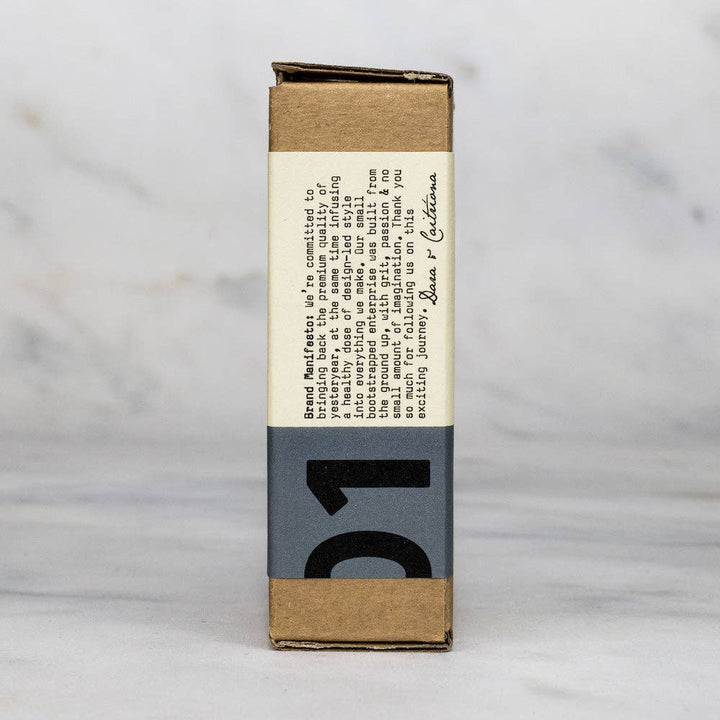 Brand Manifesto: We're committed to
bringing back the premium quality of
yesteryear, at the same time infusing
a healthy dose of design-led style
into everything we make. Our small
bootstrapped enterprise was built from
the ground up, with grit, passion & no
small amount of imagination. Thank you
so much for following us on this
exciting journey. Dara & Caitríona
01